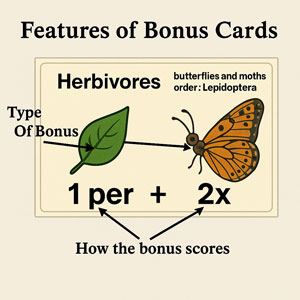 Features of Bonus Cards
Herbivores
butterflies and moths
order: Lepidoptera
Type
Of Bonus
1 per + 2x
How the bonus scores